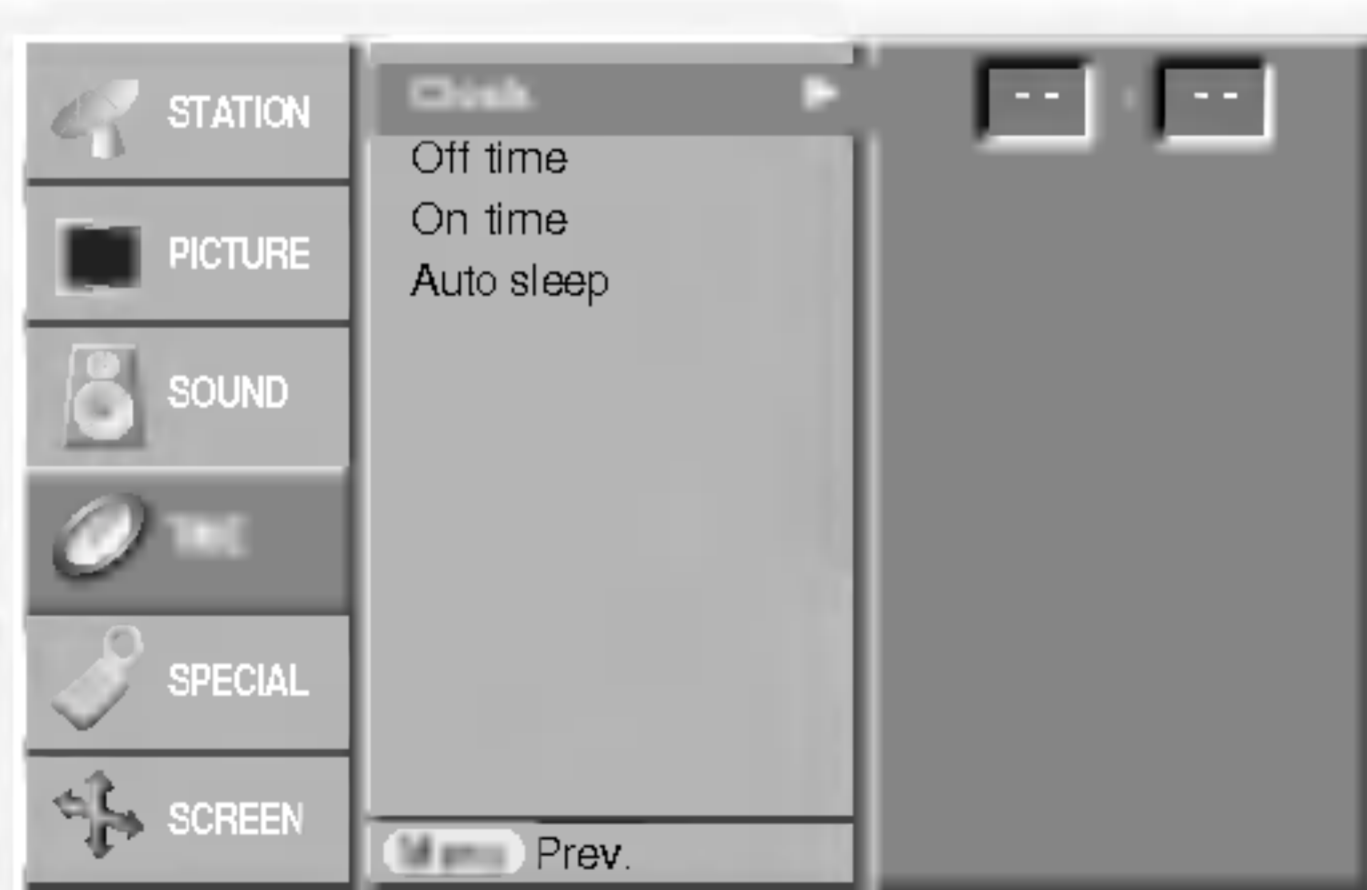 STATION
PICTURE
SOUND
SPECIAL
SCREEN
Off time
On time
Auto sleep
Prev.
-- : --